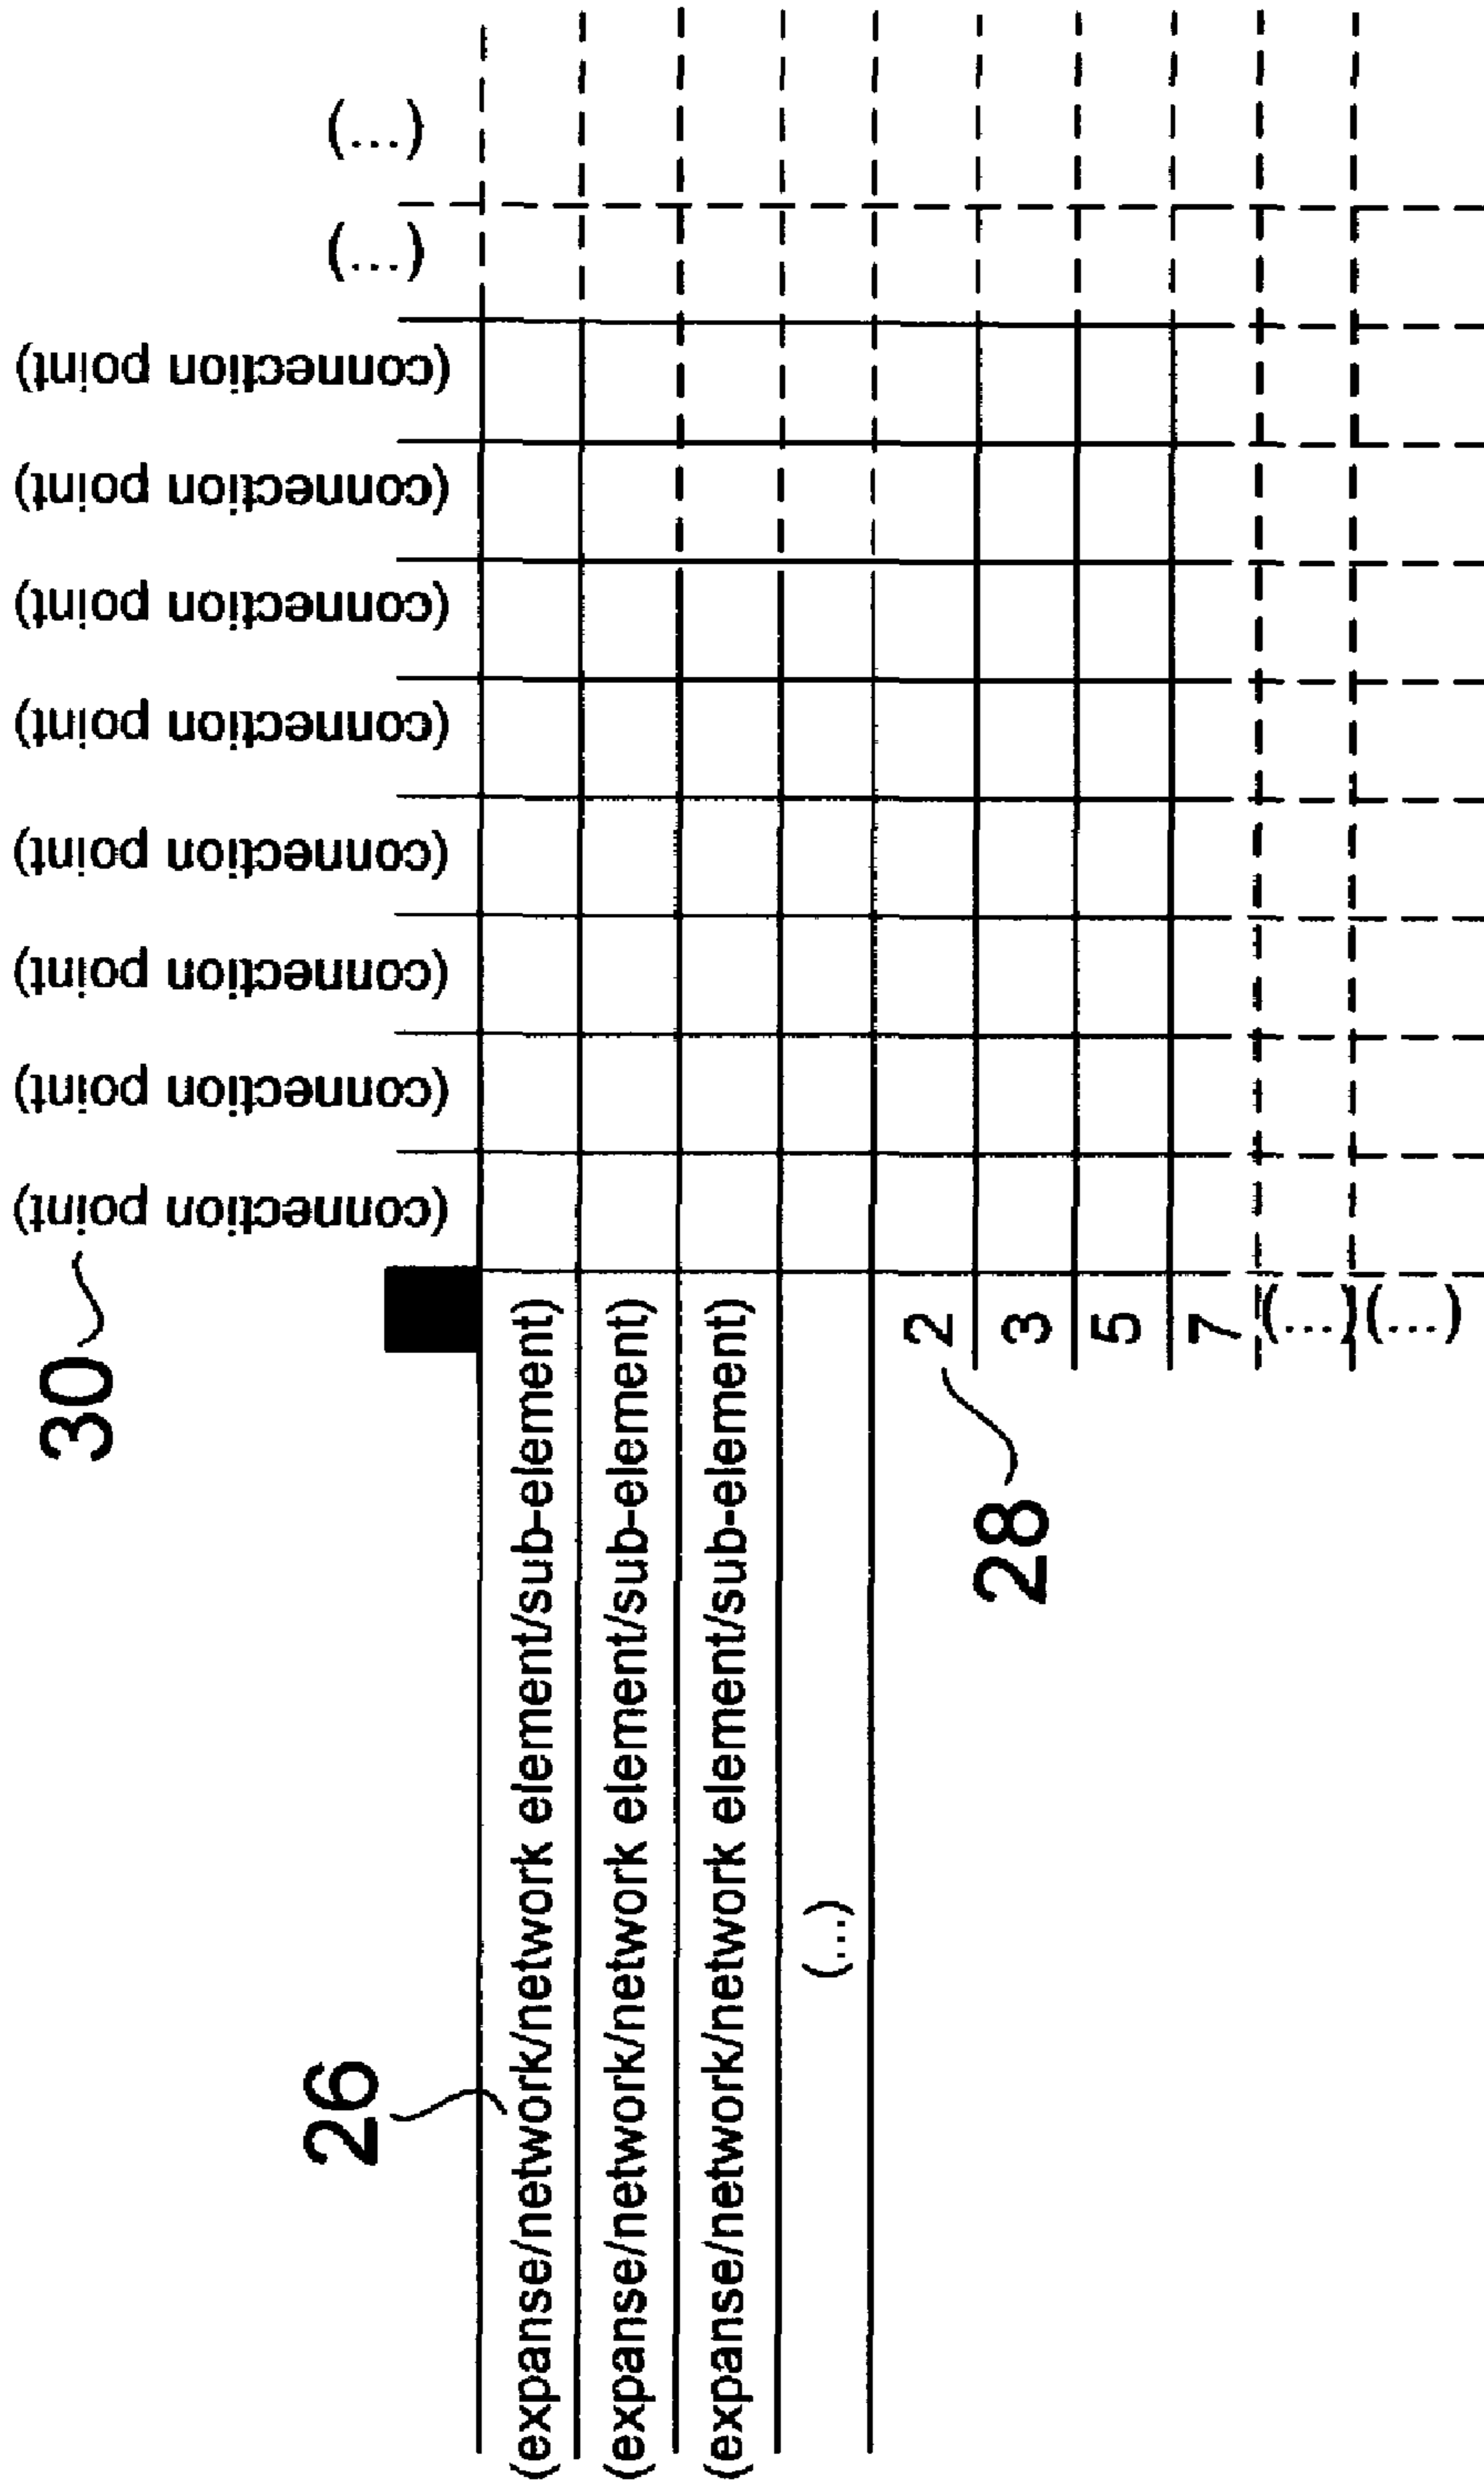 30
(connection point)
(connection point)
(connection point)
(connection point)
(connection point)
(connection point)
(connection point)
(connection point)
(...)
(...)
26
(expanse/network/network element/sub-element)
(expanse/network/network element/sub-element)
(expanse/network/network element/sub-element)
(...)
28
2
3
5
7
(...)
(...)